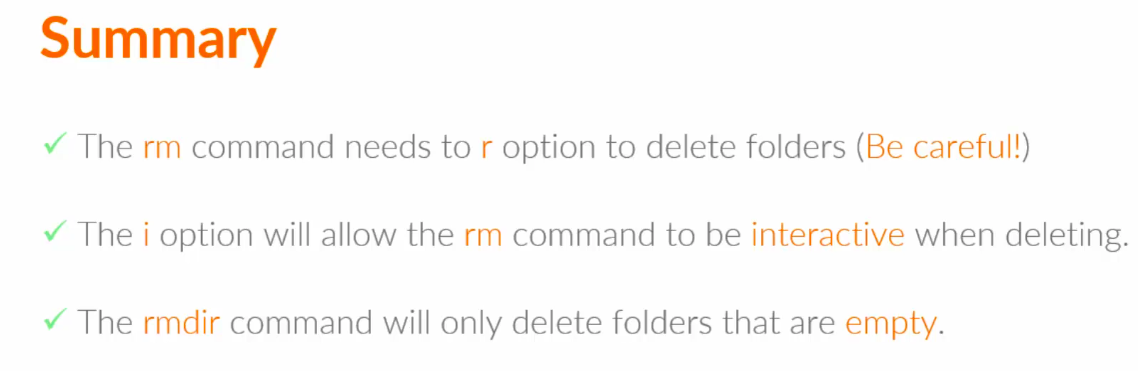 Summary
✓ The rm command needs to r option to delete folders (Be careful!)
✓ The i option will allow the rm command to be interactive when deleting.
✓ The rmdir command will only delete folders that are empty.